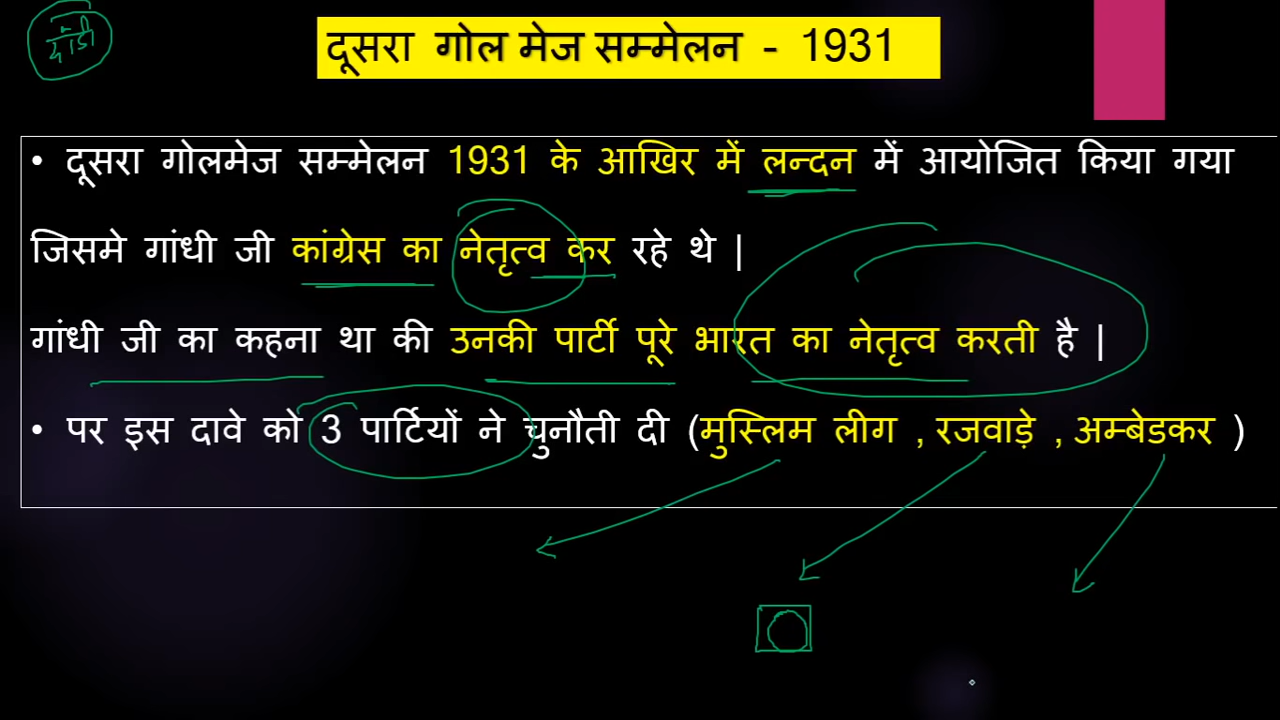 दांडी
दूसरा गोल मेज सम्मेलन - 1931
• दूसरा गोलमेज सम्मेलन 1931 के आखिर में लन्दन में आयोजित किया गया
जिसमे गांधी जी कांग्रेस का नेतृत्व कर रहे थे |
गांधी जी का कहना था की उनकी पार्टी पूरे भारत का नेतृत्व करती है |
• पर इस दावे को 3 पार्टियों ने चुनौती दी (मुस्लिम लीग , रजवाड़े , अम्बेडकर )